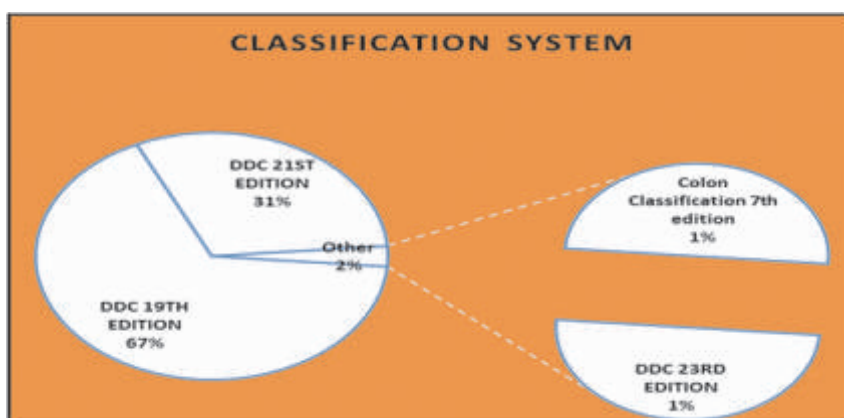 CLASSIFICATION SYSTEM
DDC 21ST
EDITION
31%
Other
2%
DDC 19TH
EDITION
67%
Colon
Classification 7th
edition
1%
DDC 23RD
EDITION
1%